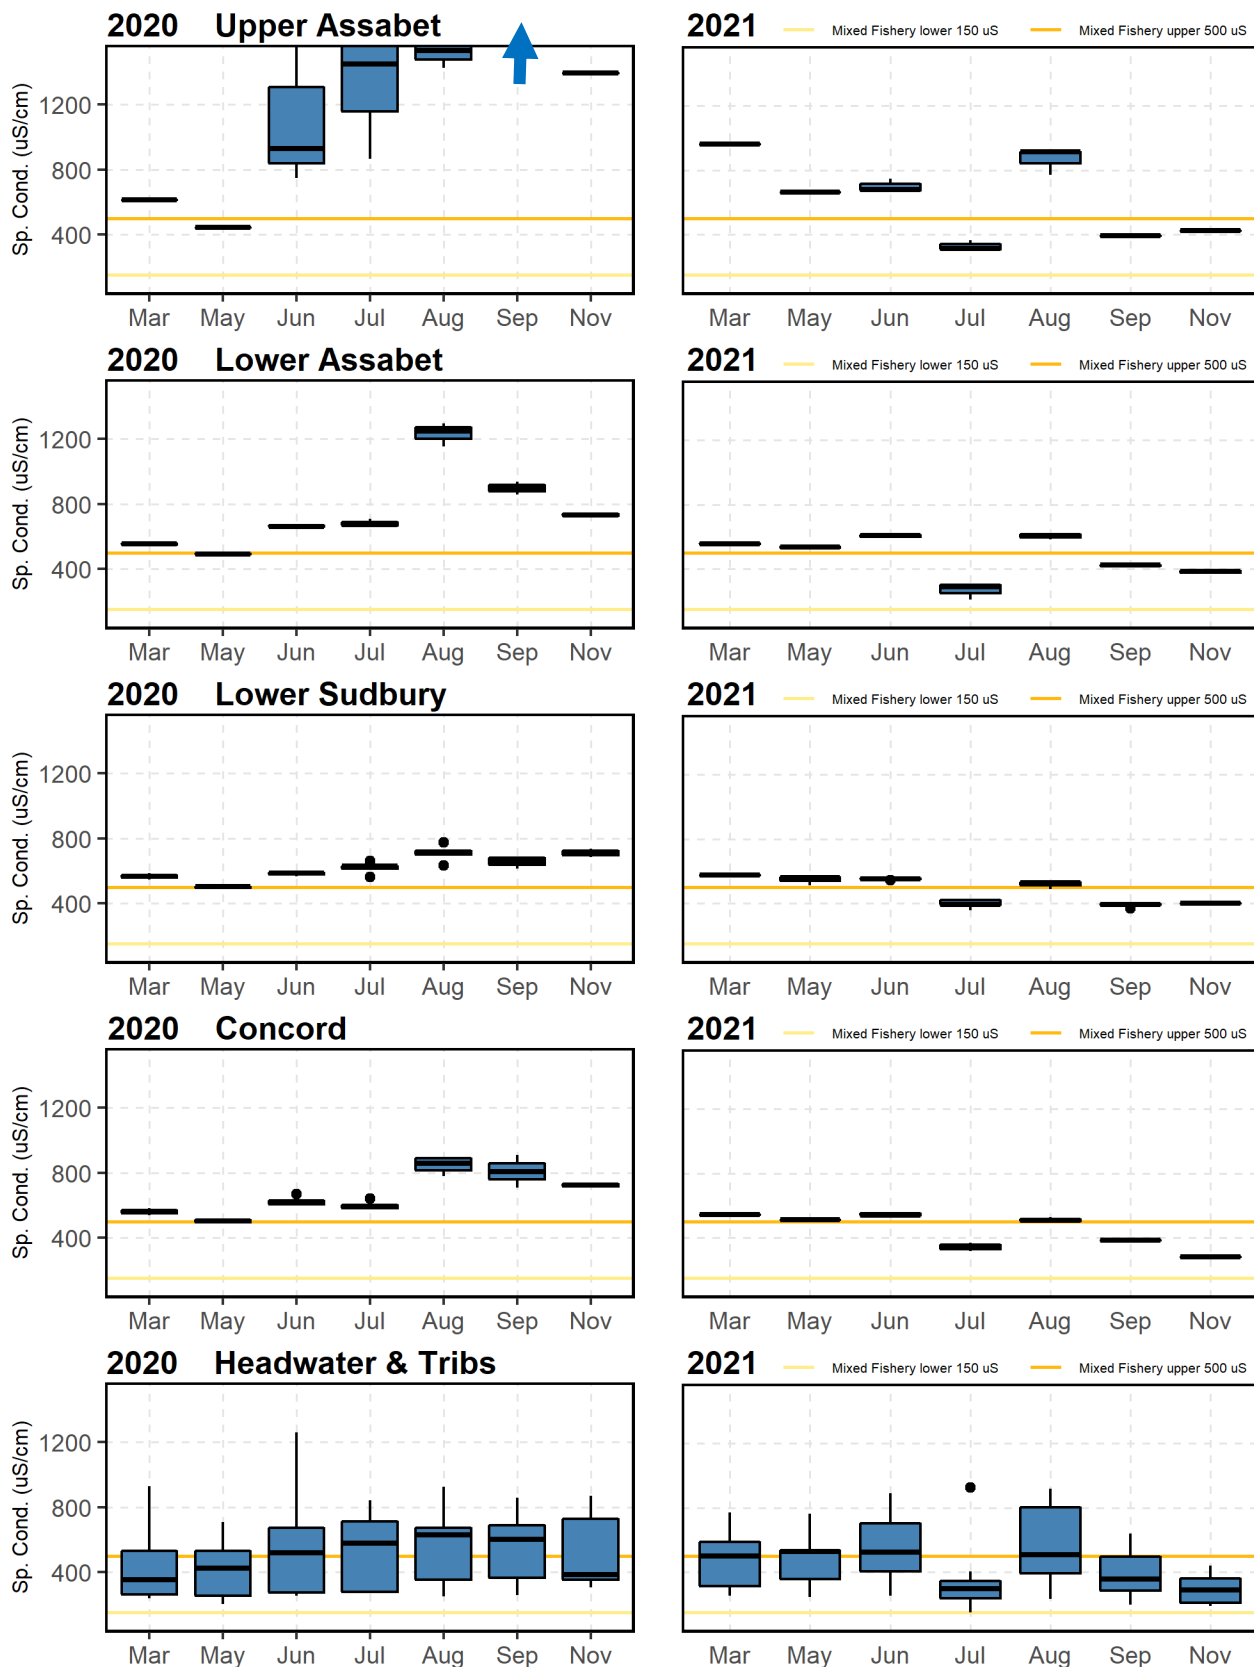 2020 Upper Assabet
2021 Mixed Fishery lower 150 uS Mixed Fishery upper 500 uS
Sp. Cond. (uS/cm)
1200
800
400
Mar May Jun Jul Aug Sep Nov
Mar May Jun Jul Aug Sep Nov
2020 Lower Assabet
2021 Mixed Fishery lower 150 uS Mixed Fishery upper 500 uS
Sp. Cond. (uS/cm)
1200
800
400
Mar May Jun Jul Aug Sep Nov
Mar May Jun Jul Aug Sep Nov
2020 Lower Sudbury
2021 Mixed Fishery lower 150 uS Mixed Fishery upper 500 uS
Sp. Cond. (uS/cm)
1200
800
400
Mar May Jun Jul Aug Sep Nov
Mar May Jun Jul Aug Sep Nov
2020 Concord
2021 Mixed Fishery lower 150 uS Mixed Fishery upper 500 uS
Sp. Cond. (uS/cm)
1200
800
400
Mar May Jun Jul Aug Sep Nov
Mar May Jun Jul Aug Sep Nov
2020 Headwater & Tribs
2021 Mixed Fishery lower 150 uS Mixed Fishery upper 500 uS
Sp. Cond. (uS/cm)
1200
800
400
Mar May Jun Jul Aug Sep Nov
Mar May Jun Jul Aug Sep Nov